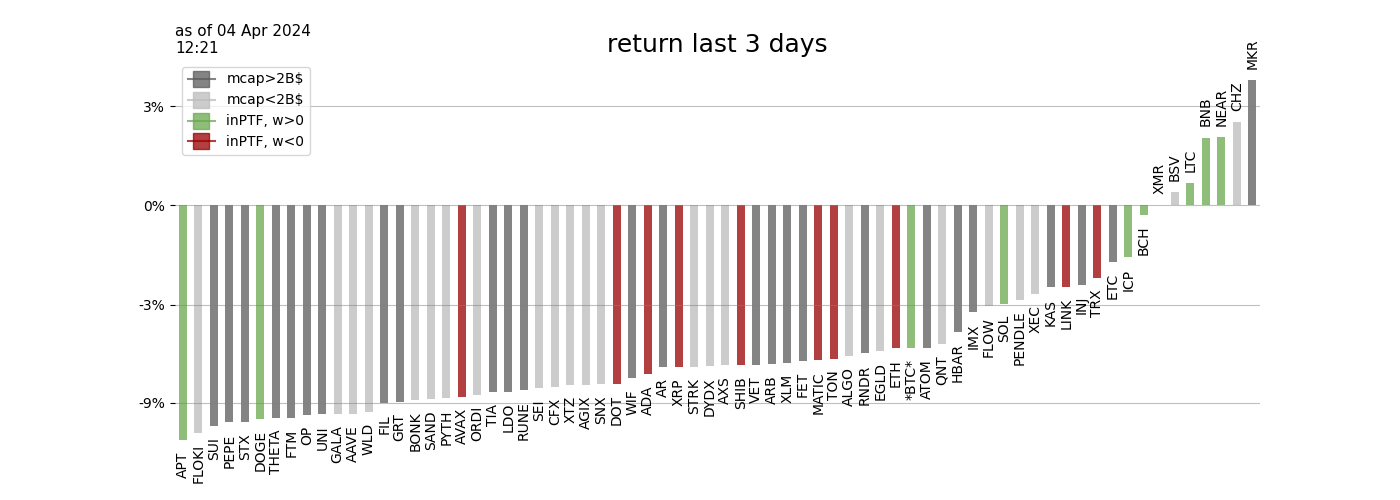 as of 04 Apr 2024
12:21
return last 3 days
mcap>2B$
mcap<2B$
inPTF, w>0
inPTF, w<0
3%
0%
-3%
-9%
APT
FLOKI
SUI
PEPE
STX
DOGE
THETA
FTM
OP
UNI
GALA
AAVE
WLD
FIL
GRT
BONK
SAND
PYTH
AVAX
ORDI
TIA
LDO
RUNE
SEI
CFX
XTZ
AGIX
SNX
DOT
WIF
ADA
AR
XRP
STRK
DYDX
AXS
SHIB
VET
ARB
XLM
FET
MATIC
TON
ALGO
RNDR
EGLD
ETH
*BTC*
ATOM
QNT
HBAR
IMX
FLOW
SOL
PENDLE
XEC
KAS
LINK
INJ
TRX
ETC
ICP
BCH
XMR
BSV
LTC
BNB
NEAR
CHZ
MKR